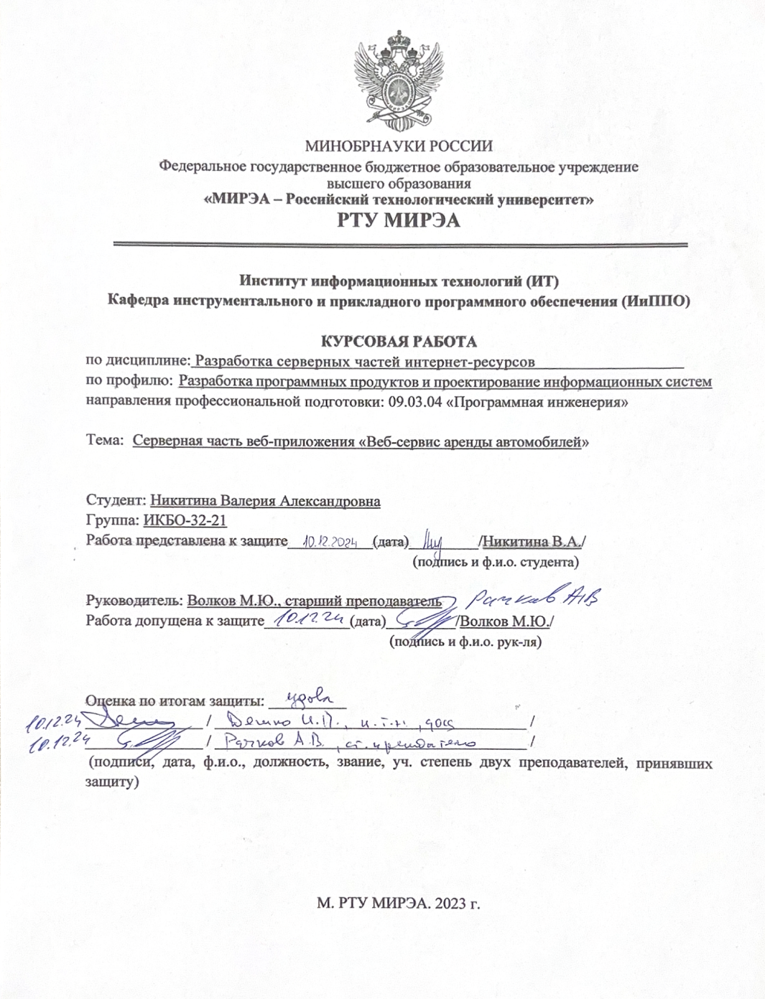 МИНОБРНАУКИ РОССИИ
Федеральное государственное бюджетное образовательное учреждение
высшего образования
«МИРЭА – Российский технологический университет»
РТУ МИРЭА
Институт информационных технологий (ИТ)
Кафедра инструментального и прикладного программного обеспечения (ИиППО)
КУРСОВАЯ РАБОТА
по дисциплине: Разработка серверных частей интернет-ресурсов
по профилю: Разработка программных продуктов и проектирование информационных систем
направления профессиональной подготовки: 09.03.04 «Программная инженерия»
Тема: Серверная часть веб-приложения «Веб-сервис аренды автомобилей»
Студент: Никитина Валерия Александровна
Группа: ИКБО-32-21
Работа представлена к защите 10.12.2024 (дата) /Никитина В.А./
(подпись и ф.и.о. студента)
Руководитель: Волков М.Ю., старший преподаватель Рачков А.В
Работа допущена к защите 10.12.24 (дата) /Волков М.Ю./
(подпись и ф.и.о. рук-ля)
Оценка по итогам защиты: удовл
10.12.24 / Дешко И.П., к.т.н., доц /
10.12.24 / Рачков А.В., ст. /
(подписи, дата, ф.и.о., должность, звание, уч. степень двух преподавателей, принявших
защиту)
М. РТУ МИРЭА. 2023 г.